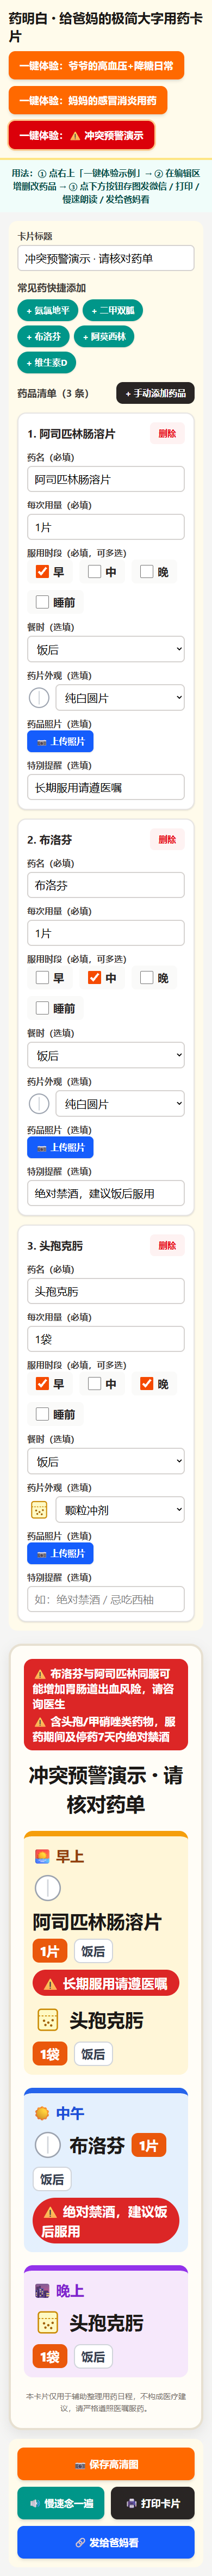 药明白 · 给爸妈的极简大字用药卡
片
一键体验：爷爷的高血压+降糖日常
一键体验：妈妈的感冒消炎用药
一键体验：⚠️ 冲突预警演示
用法：① 点右上「一键体验示例」→ ② 在编辑区
增删改药品 → ③ 点下方按钮存图发微信 / 打印 /
慢速朗读 / 发给爸妈看
卡片标题
冲突预警演示 · 请核对药单
常见药快捷添加
+ 氨氯地平
+ 二甲双胍
+ 布洛芬
+ 阿莫西林
+ 维生素D
药品清单（3 条）
+ 手动添加药品
1. 阿司匹林肠溶片
删除
药名（必填）
阿司匹林肠溶片
每次用量（必填）
1片
服用时段（必填，可多选）
早
中
晚
睡前
餐时（选填）
饭后
药片外观（选填）
纯白圆片
药品照片（选填）
📷 上传照片
特别提醒（选填）
长期服用请遵医嘱
2. 布洛芬
删除
药名（必填）
布洛芬
每次用量（必填）
1片
服用时段（必填，可多选）
早
中
晚
睡前
餐时（选填）
饭后
药片外观（选填）
纯白圆片
药品照片（选填）
📷 上传照片
特别提醒（选填）
绝对禁酒，建议饭后服用
3. 头孢克肟
删除
药名（必填）
头孢克肟
每次用量（必填）
1袋
服用时段（必填，可多选）
早
中
晚
睡前
餐时（选填）
饭后
药片外观（选填）
颗粒冲剂
药品照片（选填）
📷 上传照片
特别提醒（选填）
如：绝对禁酒 / 忌吃西柚
⚠️ 布洛芬与阿司匹林同服可
能增加胃肠道出血风险，请咨
询医生
⚠️ 含头孢/甲硝唑类药物，服
药期间及停药7天内绝对禁酒
冲突预警演示 · 请
核对药单
早上
阿司匹林肠溶片
1片
饭后
⚠️ 长期服用请遵医嘱
头孢克肟
1袋
饭后
中午
布洛芬
1片
饭后
⚠️ 绝对禁酒，建议饭
后服用
晚上
头孢克肟
1袋
饭后
本卡片仅用于辅助整理用药日程，不构成医疗建
议，请严格遵照医嘱服药。
📷 保存高清图
🔊 慢速念一遍
🖨️ 打印卡片
🔗 发给爸妈看